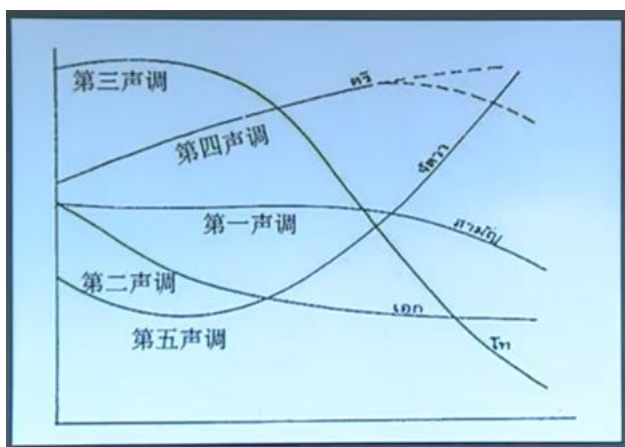 第三声调
ตรี
第四声调
จัตวา
第一声调
สามัญ
第二声调
เอก
第五声调
โท